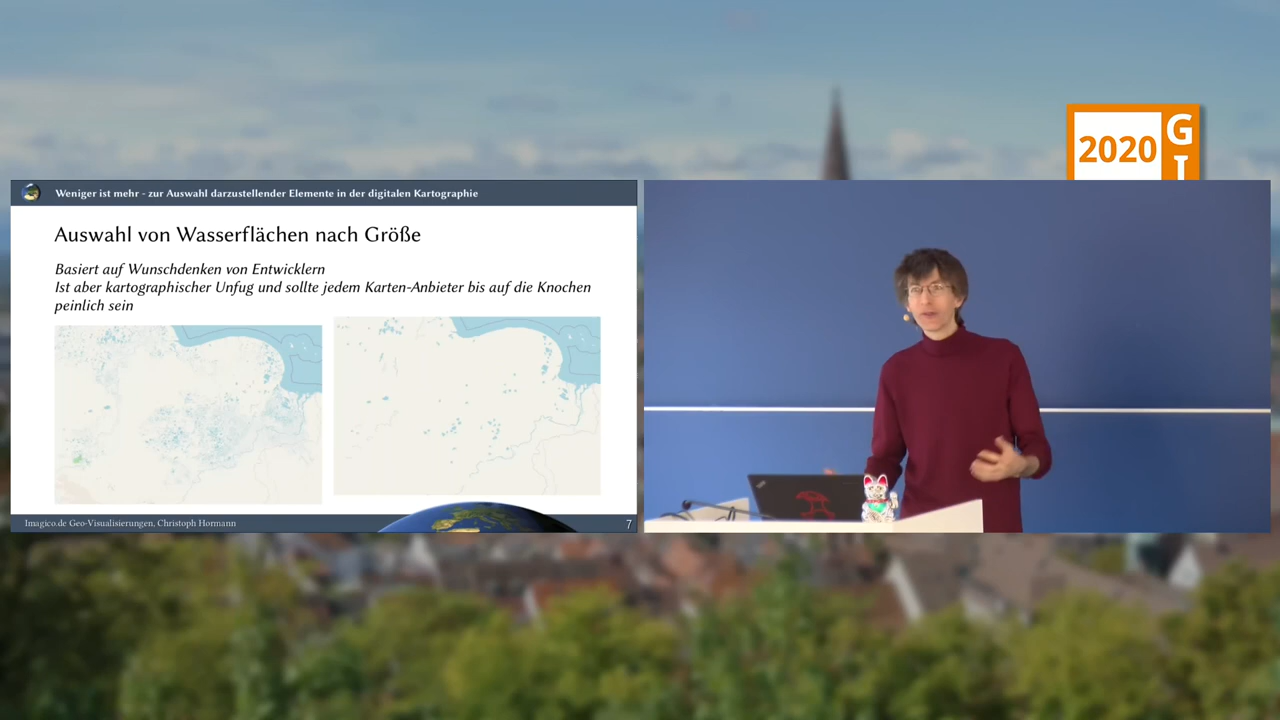 2020
G
I
Weniger ist mehr - zur Auswahl darzustellender Elemente in der digitalen Kartographie
Auswahl von Wasserflächen nach Größe
Basiert auf Wunschdenken von Entwicklern
Ist aber kartographischer Unfug und sollte jedem Karten-Anbieter bis auf die Knochen
peinlich sein
Imagico.de Geo-Visualisierungen, Christoph Hormann
7